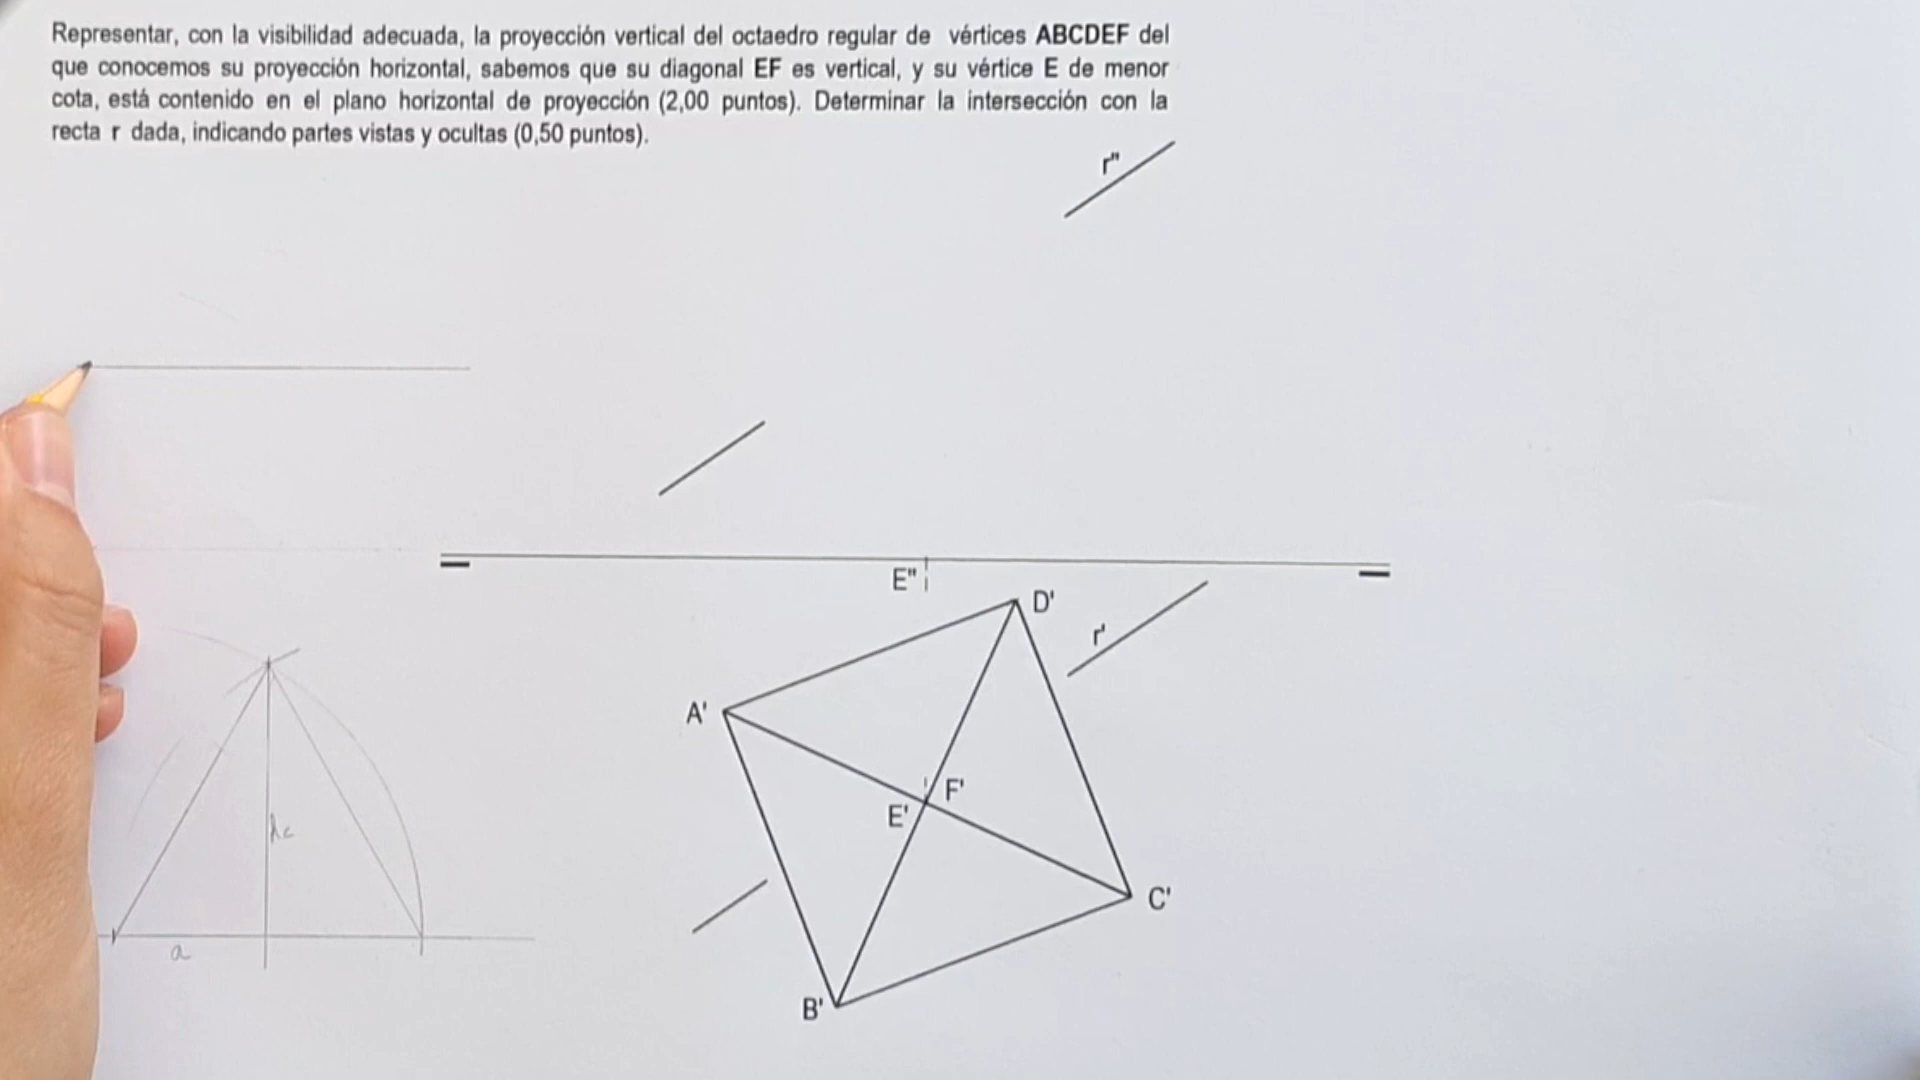 Representar, con la visibilidad adecuada, la proyección vertical del octaedro regular de vértices ABCDEF del
que conocemos su proyección horizontal, sabemos que su diagonal EF es vertical, y su vértice E de menor
cota, está contenido en el plano horizontal de proyección (2,00 puntos). Determinar la intersección con la
recta r dada, indicando partes vistas y ocultas (0,50 puntos).
r"
E"
D'
r'
A'
F'
E'
hc
C'
a
B'